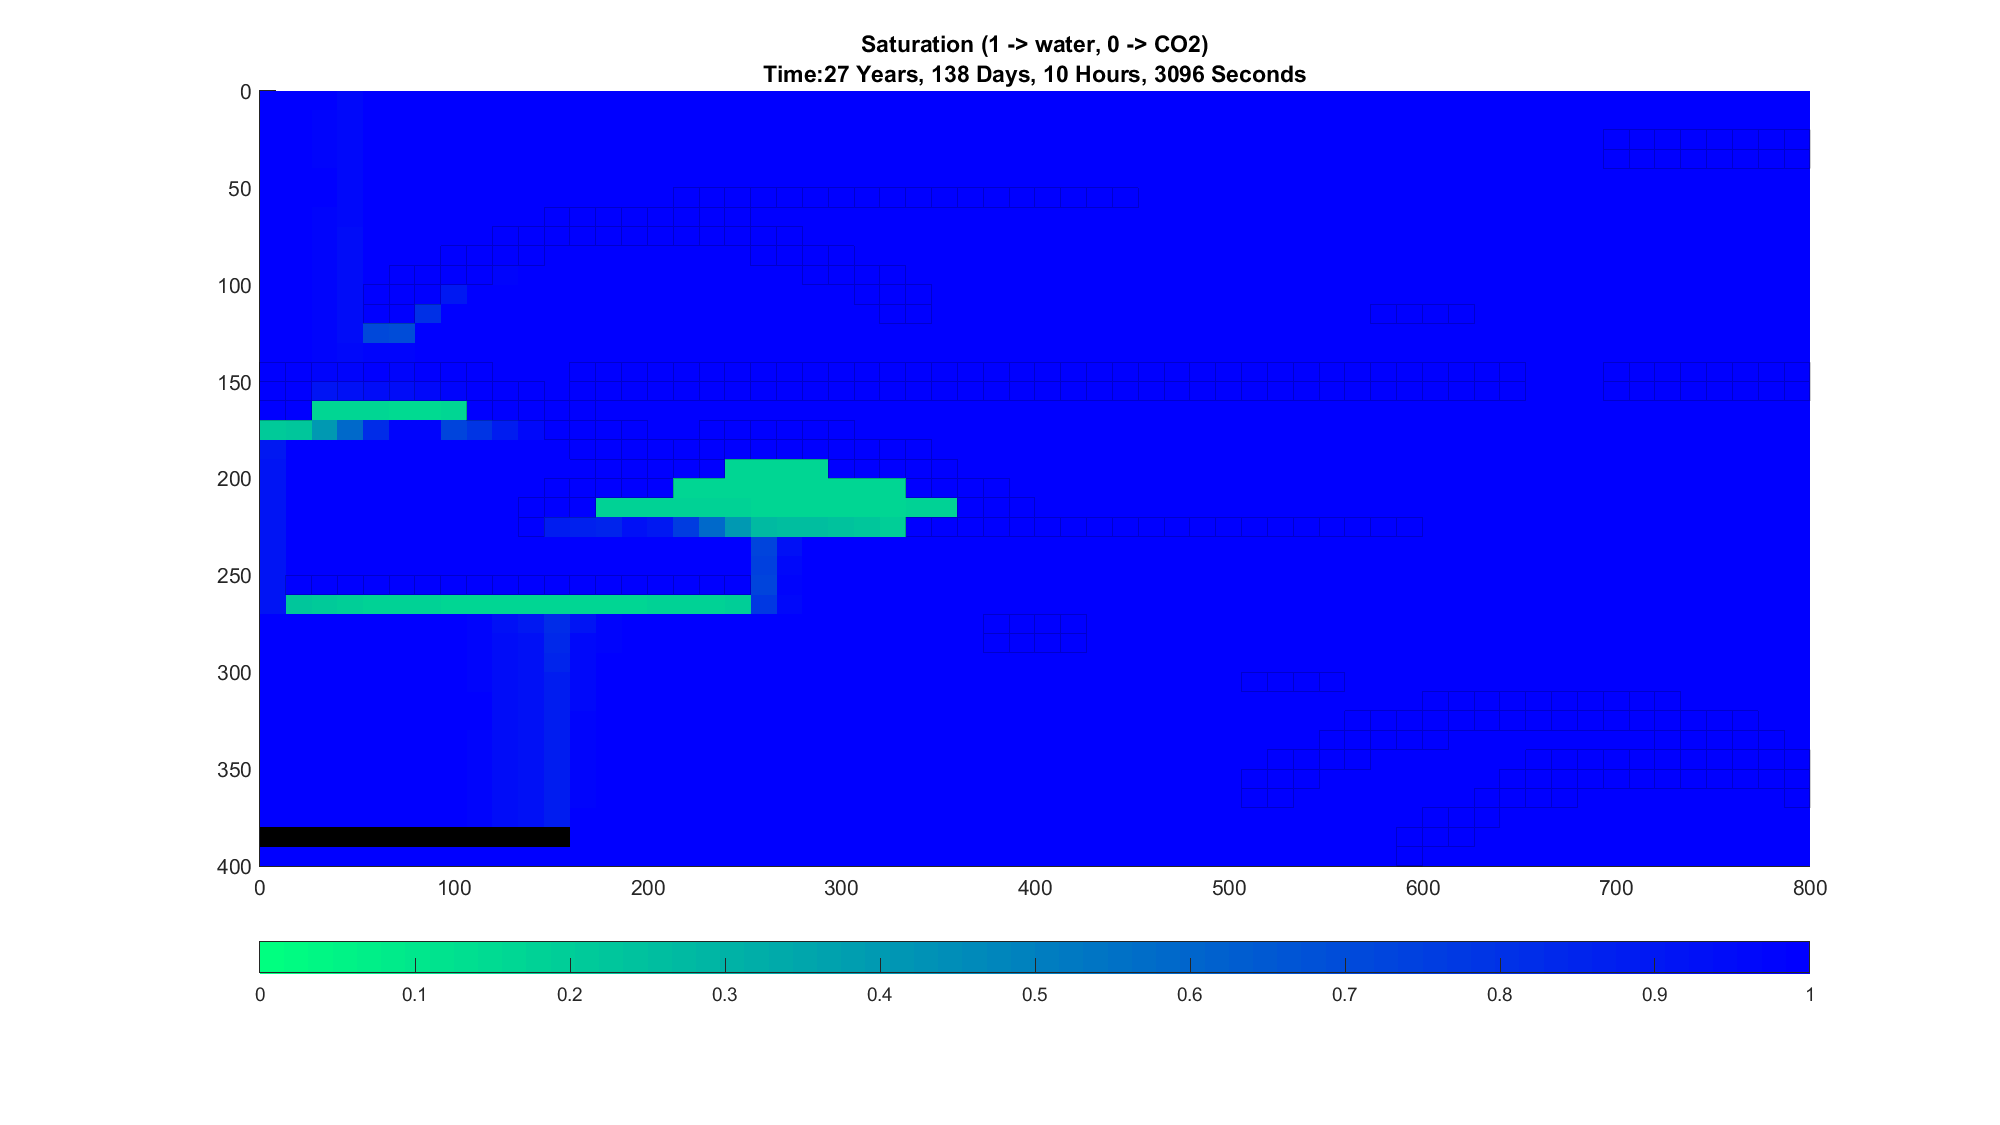 Saturation (1 -> water, 0 -> CO2)
Time:27 Years, 138 Days, 10 Hours, 3096 Seconds
0
50
100
150
200
250
300
350
400
0 100 200 300 400 500 600 700 800
0 0.1 0.2 0.3 0.4 0.5 0.6 0.7 0.8 0.9 1